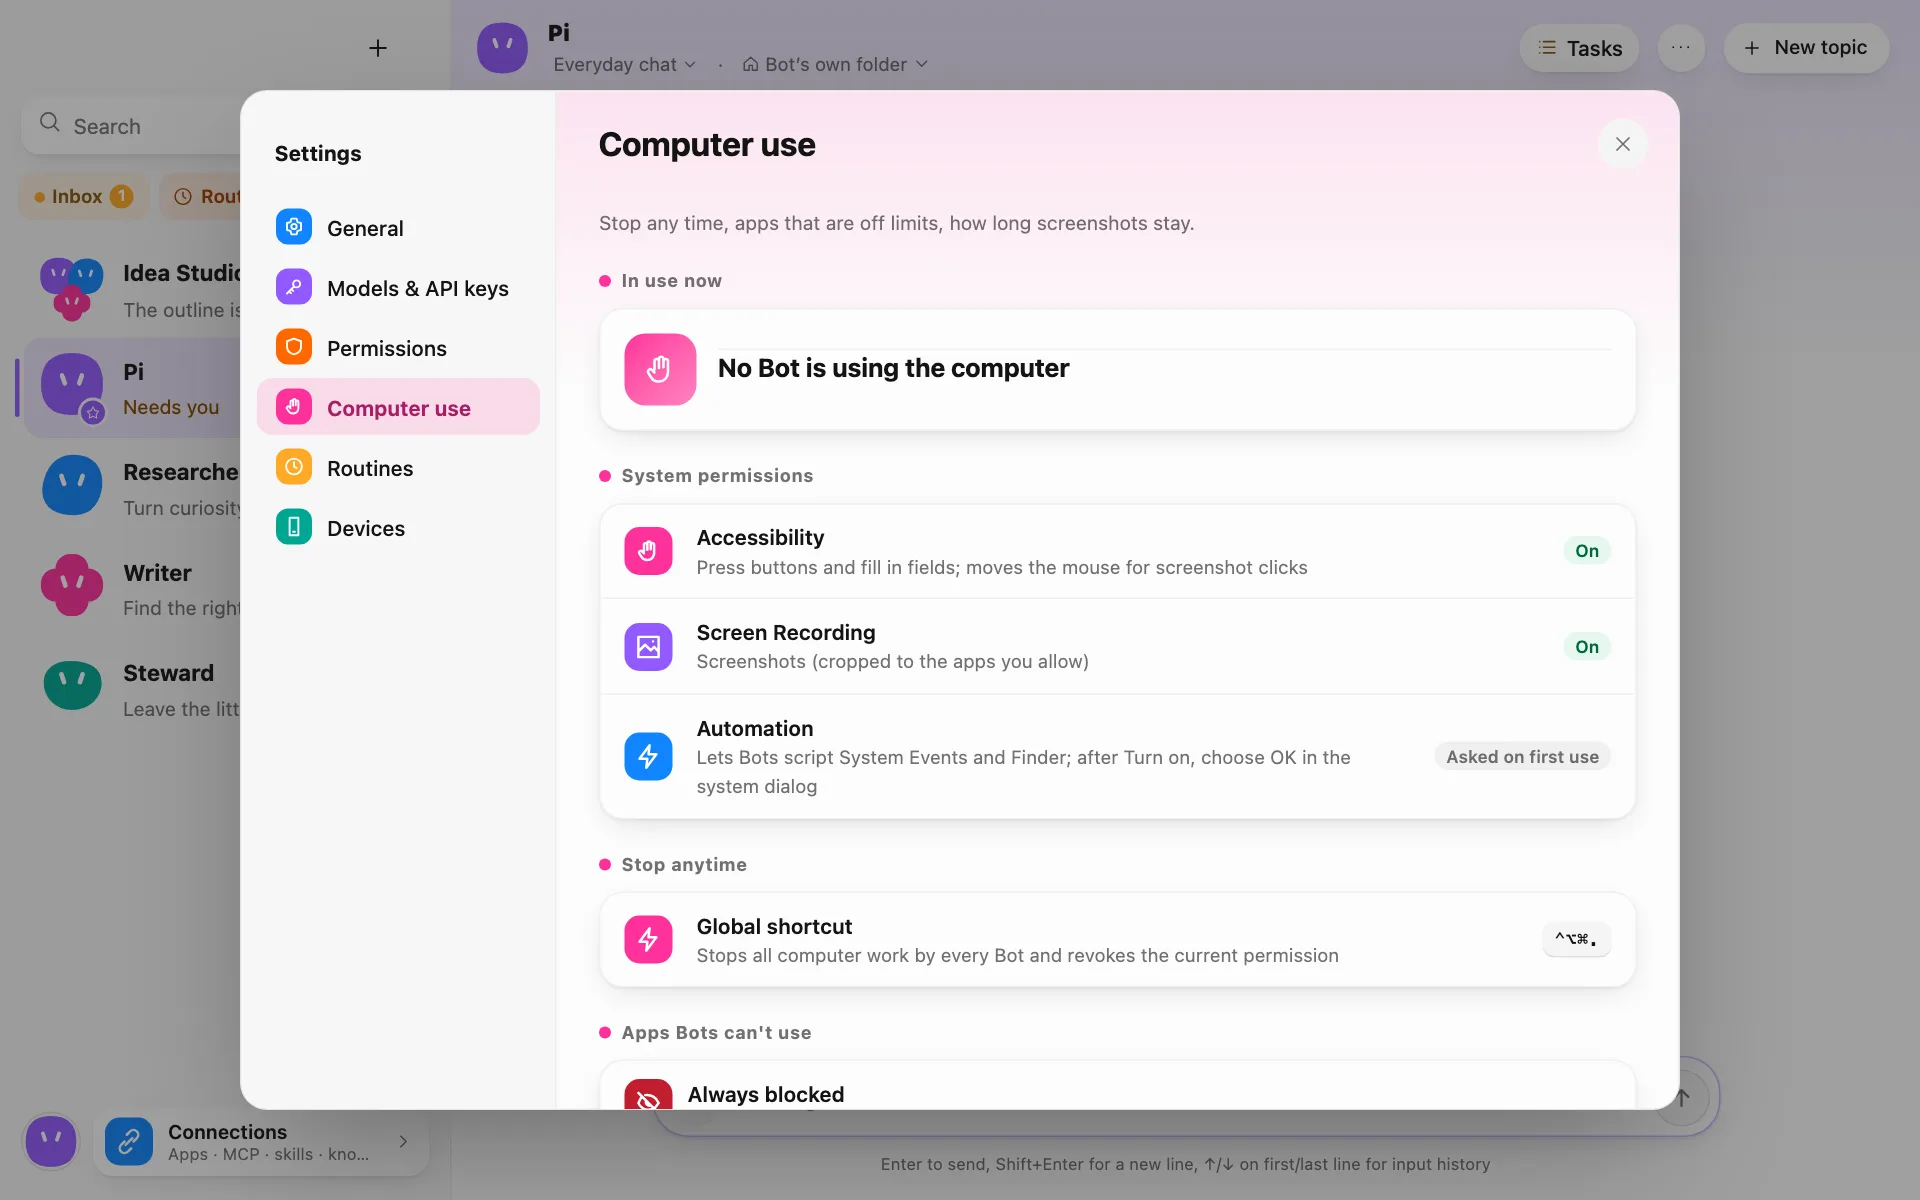 Pi
Everyday chat · Bot's own folder
Tasks
···
New topic
Search
Inbox 1
Idea Studio
The outline is
Pi
Needs you
Turn curiosity
Writer
Find the right
Steward
Leave the litt
Connections
Apps · MCP · skills · kno...
Settings
General
Models & API keys
Permissions
Computer use
Routines
Devices
Computer use
Stop any time, apps that are off limits, how long screenshots stay.
In use now
No Bot is using the computer
System permissions
Accessibility
Press buttons and fill in fields; moves the mouse for screenshot clicks
On
Screen Recording
Screenshots (cropped to the apps you allow)
On
Automation
Lets Bots script System Events and Finder; after Turn on, choose OK in the
system dialog
Asked on first use
Stop anytime
Global shortcut
Stops all computer work by every Bot and revokes the current permission
^⌥⌘.
Apps Bots can't use
Always blocked
Enter to send, Shift+Enter for a new line, ↑/↓ on first/last line for input history